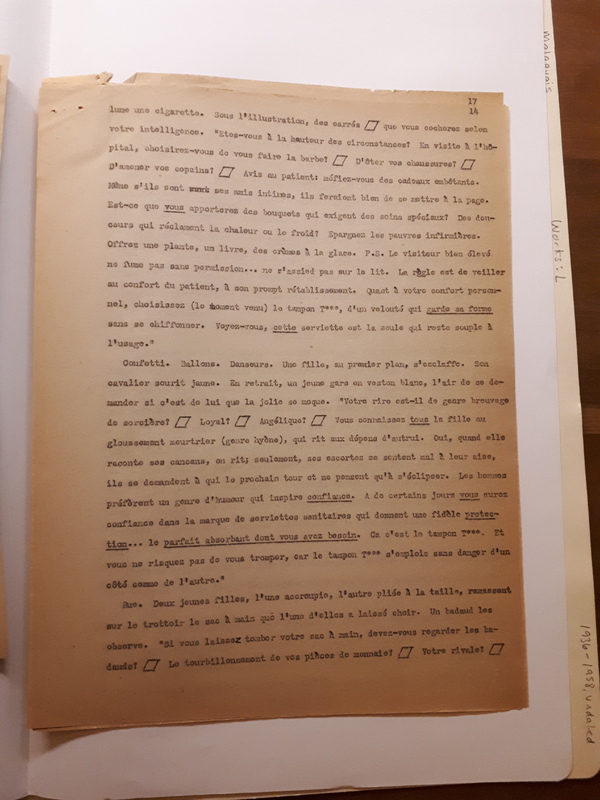 Malaquais
Works: L
1936-1958, undated
17
14
lume une cigarette. Sous l'illustration, des carrés ▱ que vous cocherez selon
votre intelligence. "Etes-vous à la hauteur des circonstances? En visite à l'hô-
pital, choisirez-vous de vous faire la barbe? ▱ D'ôter vos chaussures? ▱
D'amener vos copains? ▱ Avis au patient: méfiez-vous des cadeaux embêtants.
Même s'ils sont ses amis intimes, ils feraient bien de se mettre à la page.
Est-ce que vous apporterez des bouquets qui exigent des soins spéciaux? Des dou-
ceurs qui réclament la chaleur ou le froid? Epargnez les pauvres infirmières.
Offrez une plante, un livre, des crèmes à la glace. P.S. Le visiteur bien élevé
ne fume pas sans permission... ne s'assied pas sur le lit. La règle est de veiller
au confort du patient, à son prompt rétablissement. Quant à votre confort person-
nel, choisissez (le moment venu) le tampon T***, d'un velouté qui garde sa forme
sans se chiffonner. Voyez-vous, cette serviette est la seule qui reste souple à
l'usage."
Confetti. Ballons. Danseurs. Une fille, au premier plan, s'esclaffe. Son
cavalier sourit jaune. En retrait, un jeune gars en veston blanc, l'air de se de-
mander si c'est de lui que la jolie se moque. "Votre rire est-il de genre breuvage
de sorcière? ▱ Loyal? ▱ Angélique? ▱ Vous connaissez tous la fille au
gloussement meurtrier (genre hyène), qui rit aux dépens d'autrui. Oui, quand elle
raconte ses cancans, on rit; seulement, ses escortes se sentent mal à leur aise,
ils se demandent à qui le prochain tour et ne pensent qu'à s'éclipser. Les hommes
préfèrent un genre d'humour qui inspire confiance. A de certains jours vous aurez
confiance dans la marque de serviettes sanitaires qui donnent une fidèle protec-
tion... le parfait absorbant dont vous avez besoin. Ca c'est le tampon T***. Et
vous ne risquez pas de vous tromper, car le tampon T*** s'emploie sans danger d'un
côté comme de l'autre."
Rue. Deux jeunes filles, l'une accroupie, l'autre pliée à la taille, ramassent
sur le trottoir le sac à main que l'une d'elles a laissé choir. Un badaud les
observe. "Si vous laissez tomber votre sac à main, devez-vous regarder les ba-
dauds? ▱ Le tourbillonnement de vos pièces de monnaie? ▱ Votre rivale? ▱